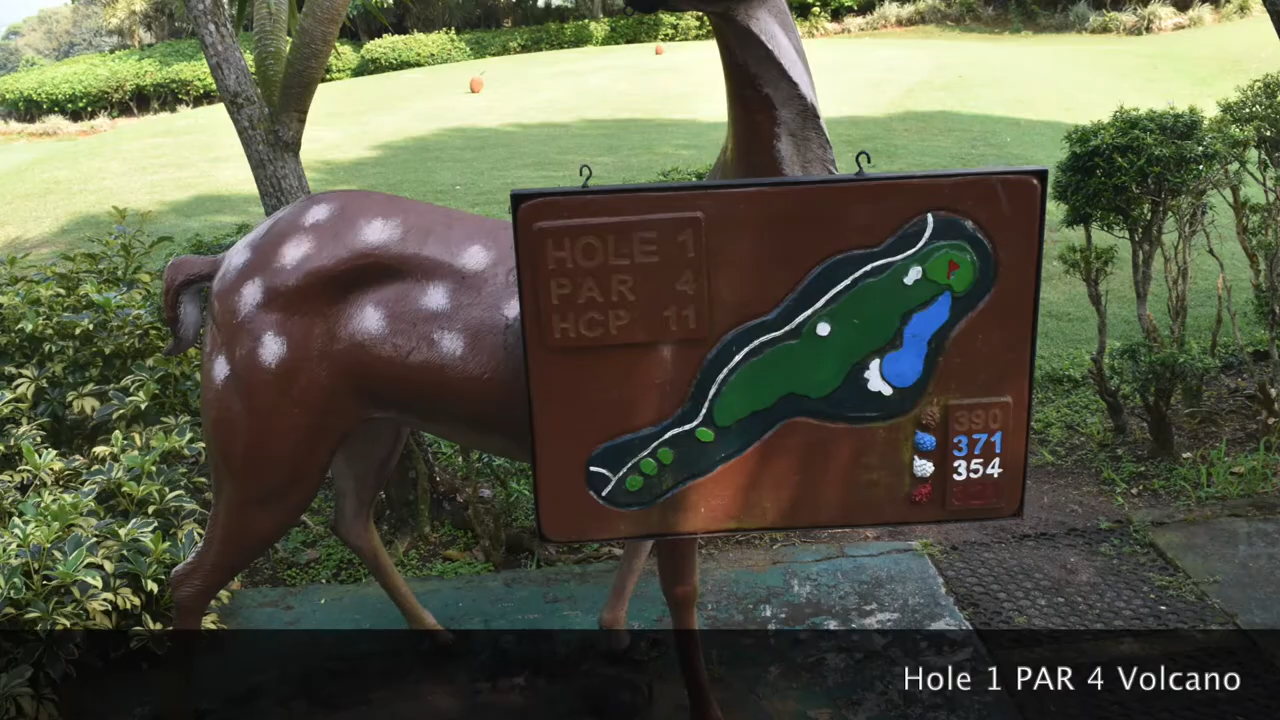 HOLE 1
PAR 4
HCP 11
390
371
354
Hole 1 PAR 4 Volcano